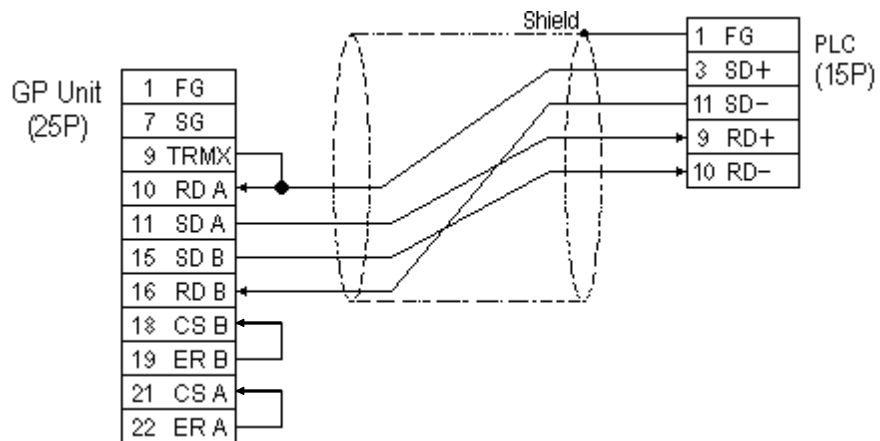 Shield
GP Unit
(25P)
1 FG
7 SG
9 TRMX
10 RD A
11 SD A
15 SD B
16 RD B
18 CS B
19 ER B
21 CS A
22 ER A
1 FG
3 SD+
11 SD-
9 RD+
10 RD-
PLC
(15P)